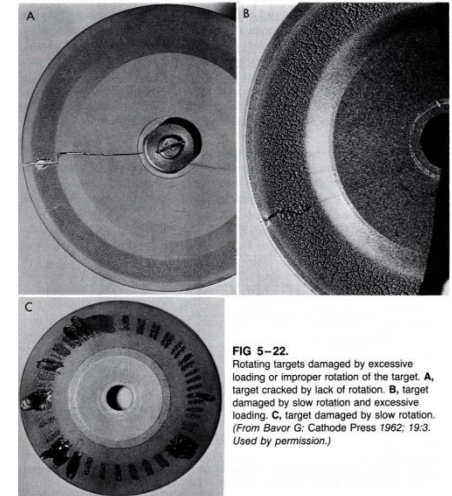 A
B
C
FIG 5–22.
Rotating targets damaged by excessive
loading or improper rotation of the target. A,
target cracked by lack of rotation. B, target
damaged by slow rotation and excessive
loading. C, target damaged by slow rotation.
(From Bavor G: Cathode Press 1962; 19:3.
Used by permission.)